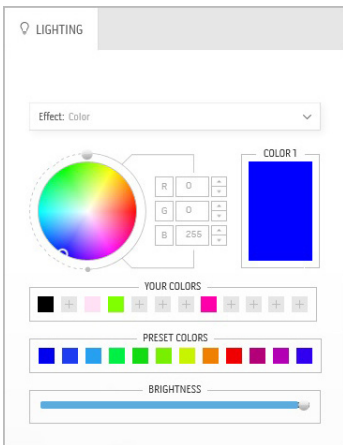 LIGHTING
Effect: Color
COLOR 1
R 0
G 0
B 255
YOUR COLORS
PRESET COLORS
BRIGHTNESS